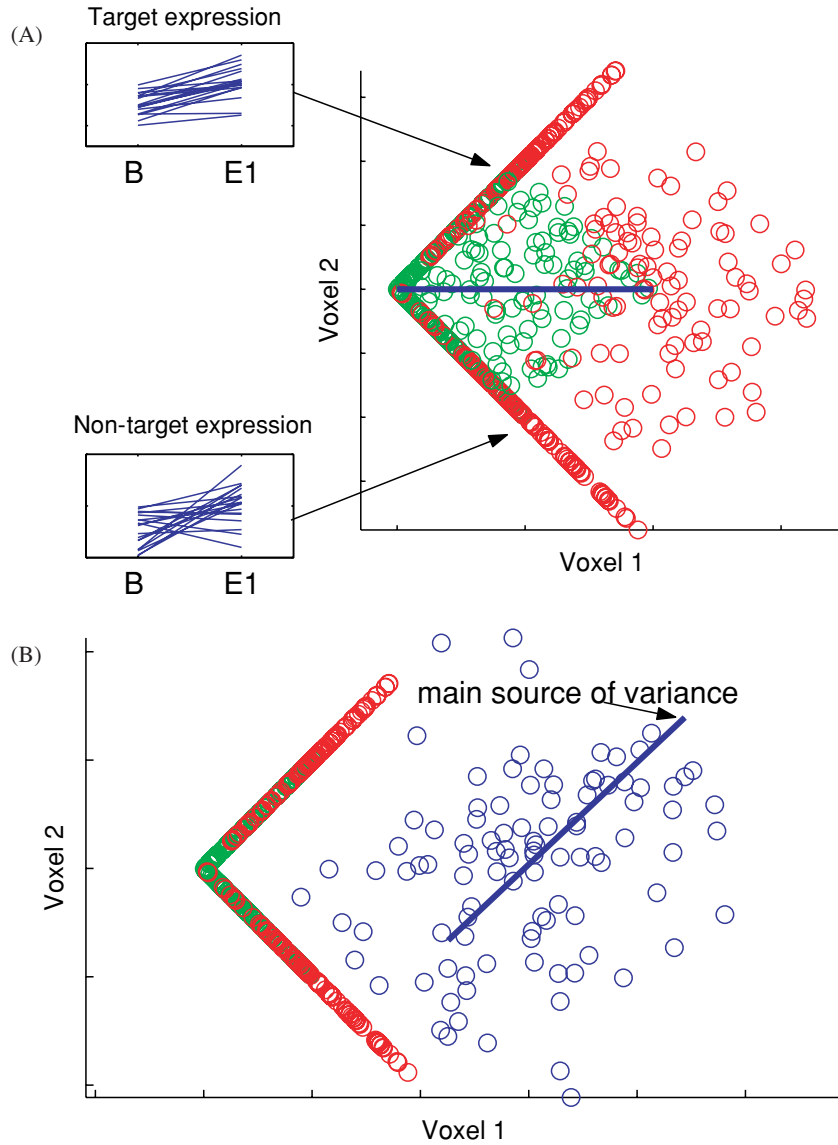 (A)
Target expression
B E1
Voxel 2
Non-target expression
B E1
Voxel 1
(B)
main source of variance
Voxel 2
Voxel 1